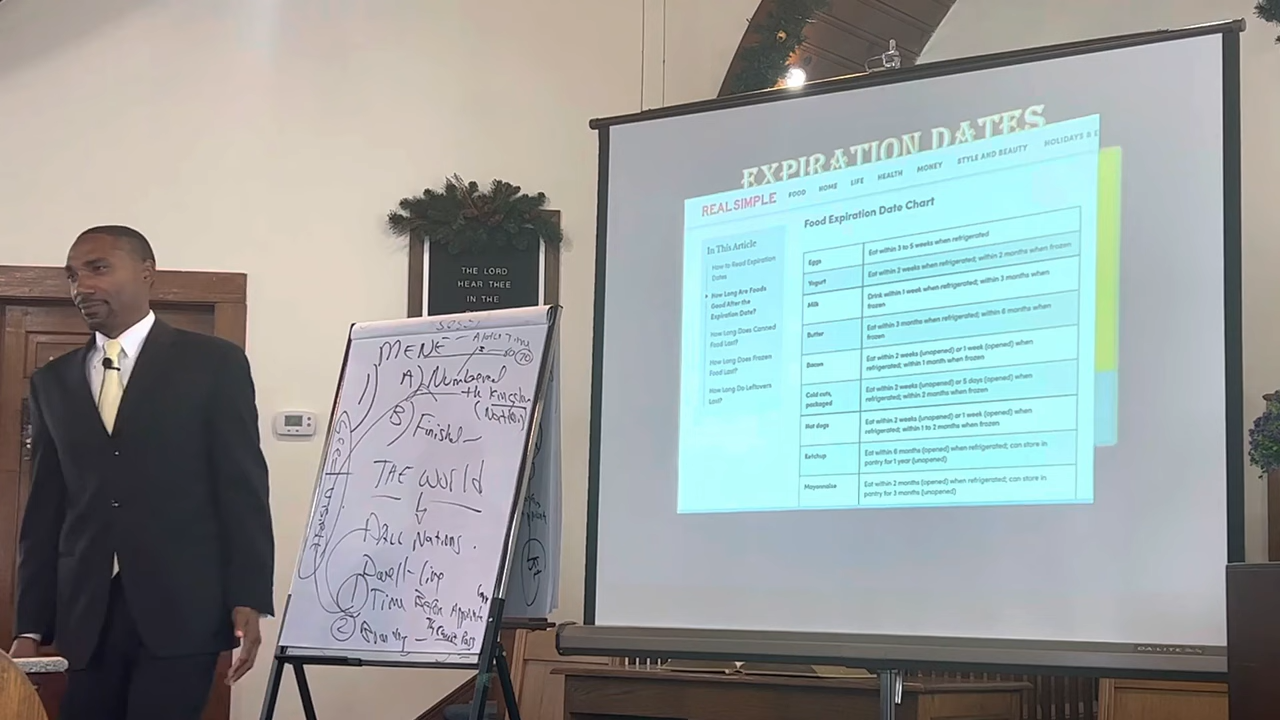 THE LORD
HEAR THEE
IN THE
MENE
A) Numbered
B) Finished
THE World
All Nations.
Time Before
EXPIRATION DATES
REAL SIMPLE
FOOD HOME LIFE HEALTH MONEY STYLE AND BEAUTY HOLIDAYS & E
In This Article
How to Read Expiration
Dates
How Long Are Foods
Good After the
Expiration Date?
How Long Does Canned
Food Last?
How Long Does Frozen
Food Last?
How Long Do Leftovers
Last?
Food Expiration Date Chart
Eggs Eat within 3 to 5 weeks when refrigerated
Yogurt Eat within 2 weeks when refrigerated; within 2 months when frozen
Milk Drink within 1 week when refrigerated; within 3 months when
frozen
Butter Eat within 3 months when refrigerated; within 6 months when
frozen
Bacon Eat within 2 weeks (unopened) or 1 week (opened) when
refrigerated; within 1 month when frozen
Cold cuts,
packaged Eat within 2 weeks (unopened) or 5 days (opened) when
refrigerated; within 2 months when frozen
Hot dogs Eat within 2 weeks (unopened) or 1 week (opened) when
refrigerated; within 1 to 2 months when frozen
Ketchup Eat within 6 months (opened) when refrigerated; can store in
pantry for 1 year (unopened)
Mayonnaise Eat within 2 months (opened) when refrigerated; can store in
pantry for 3 months (unopened)
DA-LITE